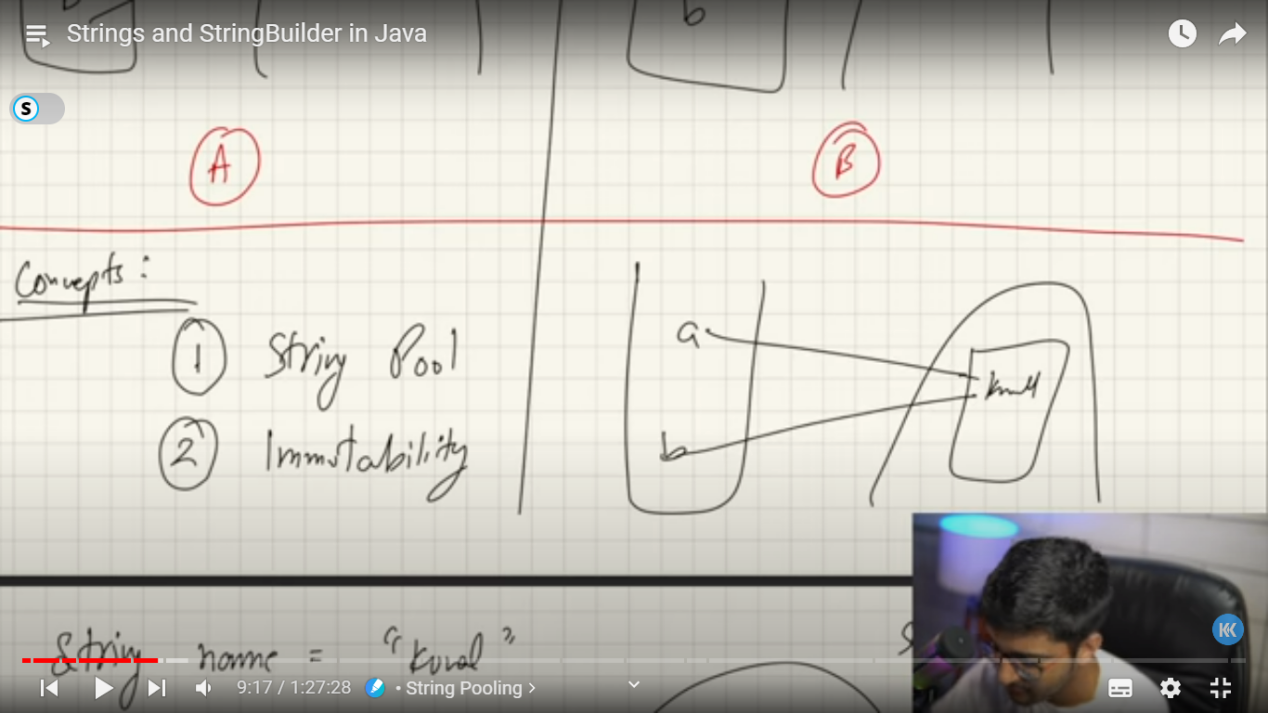 Strings and StringBuilder in Java
b
S
A
B
Concepts:
1 String Pool
a
2 Immutability
b
String name = "Kunal"
9:17 / 1:27:28 • String Pooling >